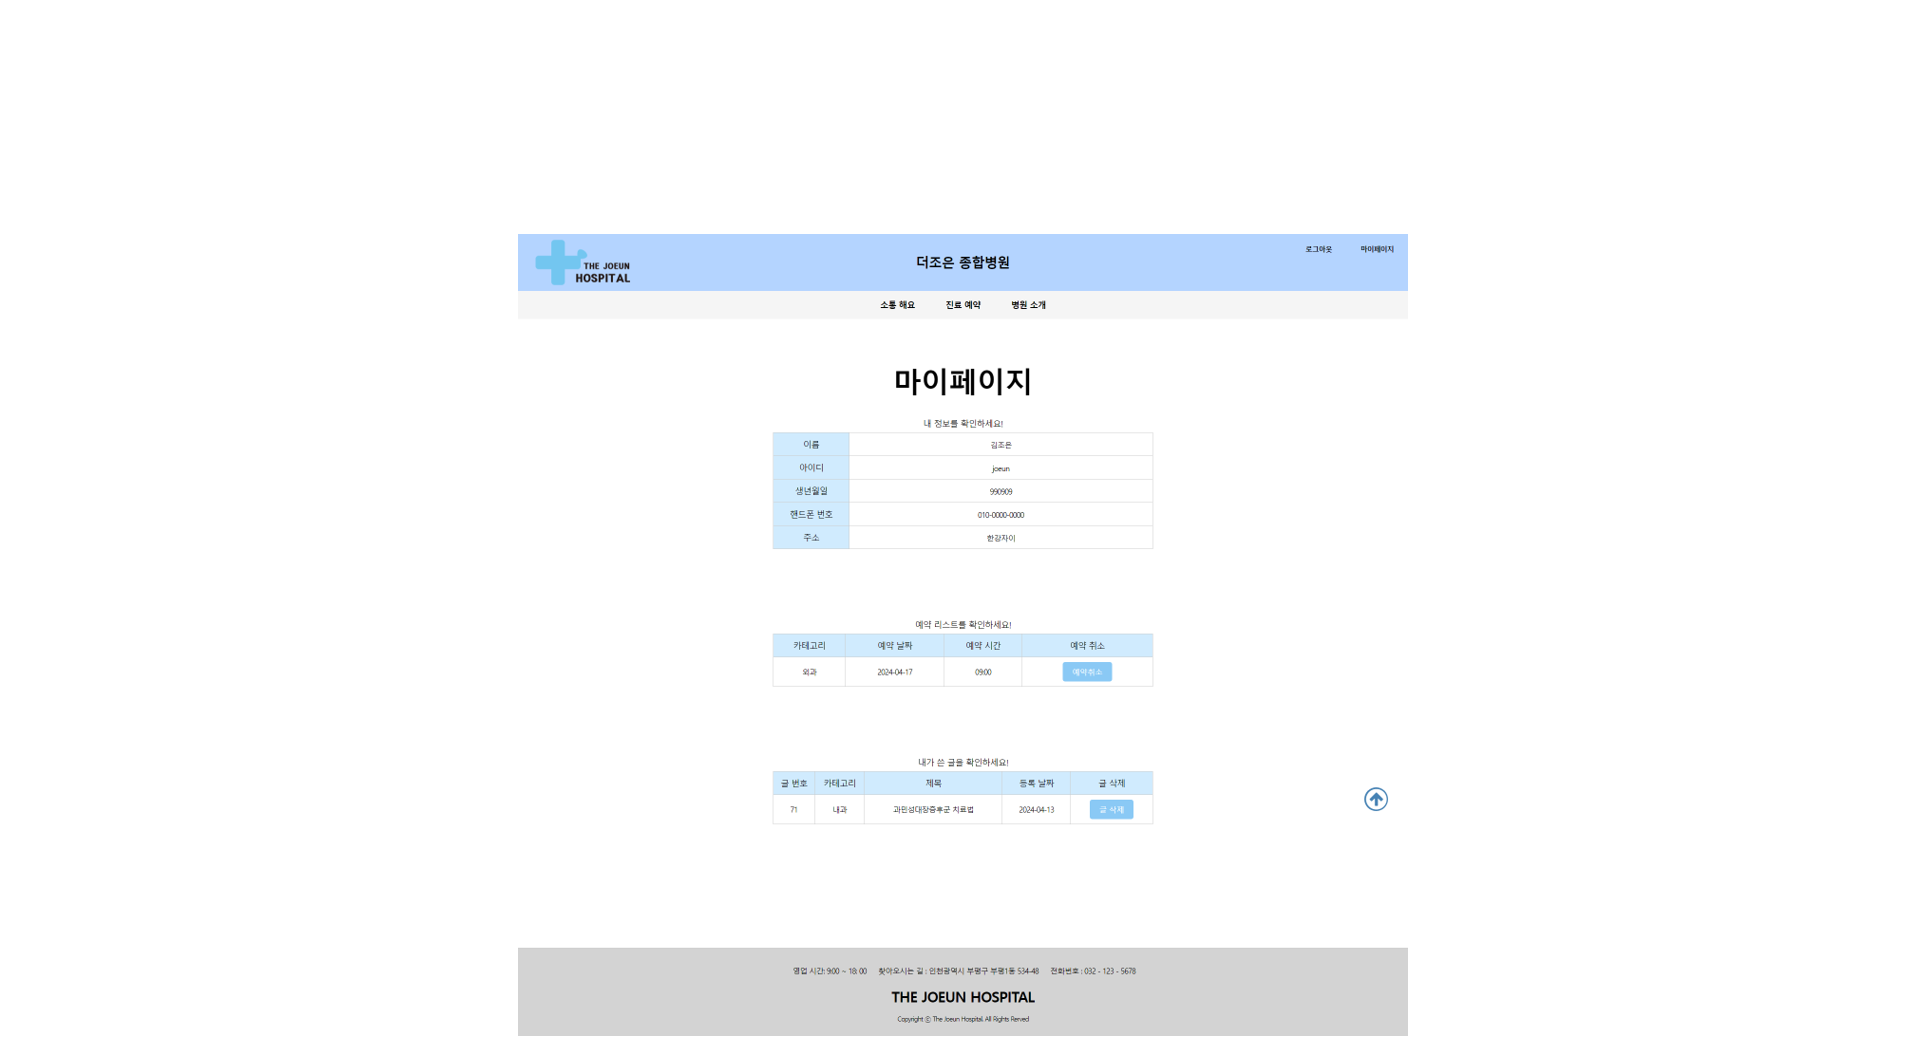 THE JOEUN
HOSPITAL
더조은 종합병원
로그아웃 마이페이지
소통 해요 진료 예약 병원 소개
마이페이지
내 정보를 확인하세요!
이름 김조은
아이디 joeun
생년월일 990909
핸드폰 번호 010-0000-0000
주소 한강자이
예약 리스트를 확인하세요!
카테고리 예약 날짜 예약 시간 예약 취소
외과 2024-04-17 09:00 예약취소
내가 쓴 글을 확인하세요!
글 번호 카테고리 제목 등록 날짜 글 삭제
71 내과 과민성대장증후군 치료법 2024-04-13 글 삭제
영업 시간: 9:00 ~ 18: 00 찾아오시는 길 : 인천광역시 부평구 부평1동 534-48 전화번호 : 032 - 123 - 5678
THE JOEUN HOSPITAL
Copyright ⓒ The Joeun Hospital. All Rights Rerved